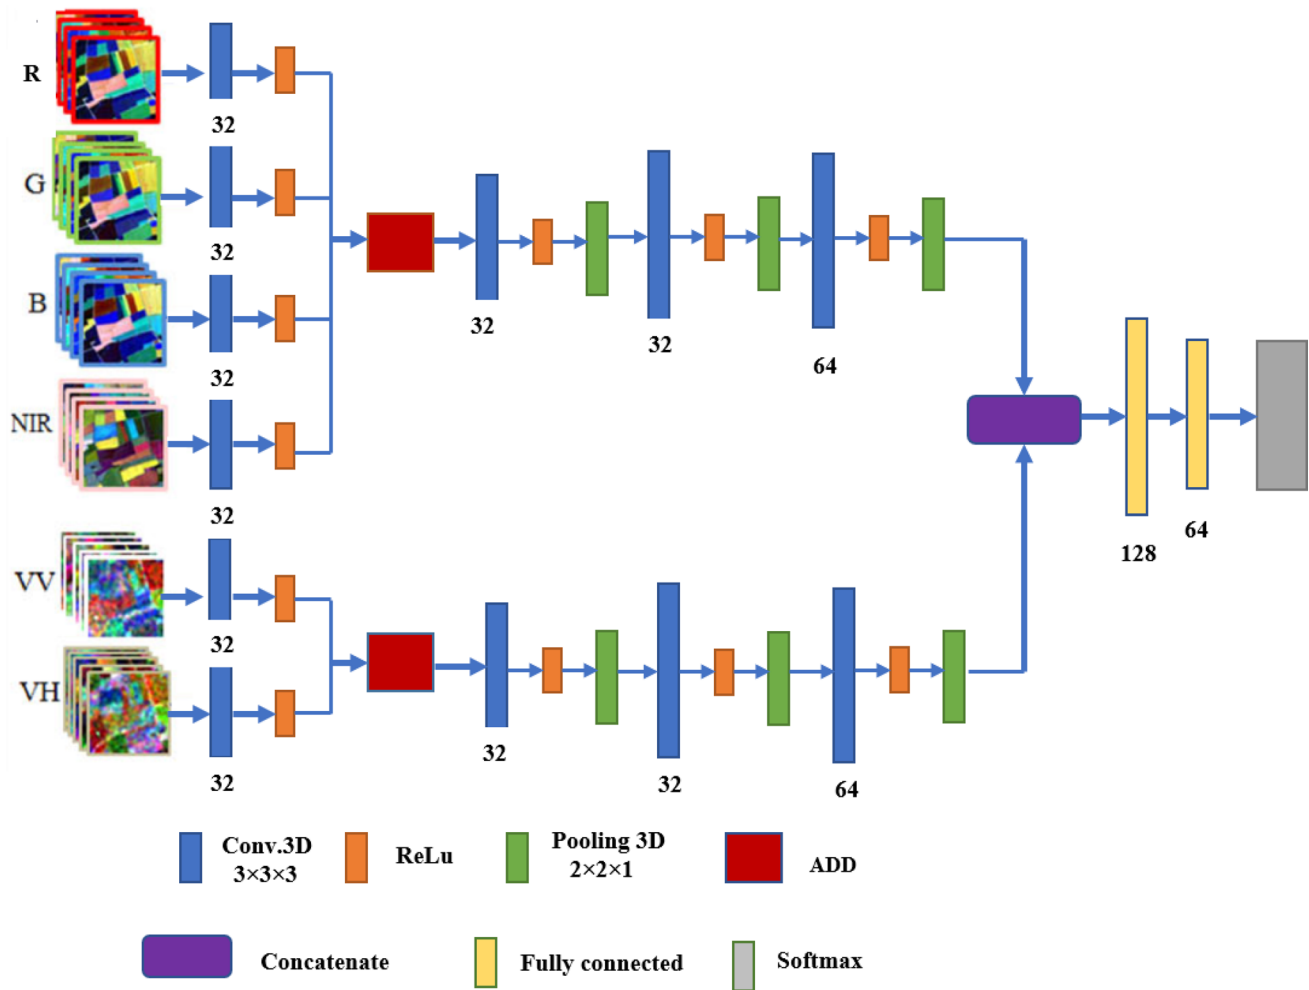 R
32
G
32
B
32
NIR
32
32
32
64
VV
32
VH
32
32
32
64
128
64
Conv.3D
3×3×3
ReLu
Pooling 3D
2×2×1
ADD
Concatenate
Fully connected
Softmax